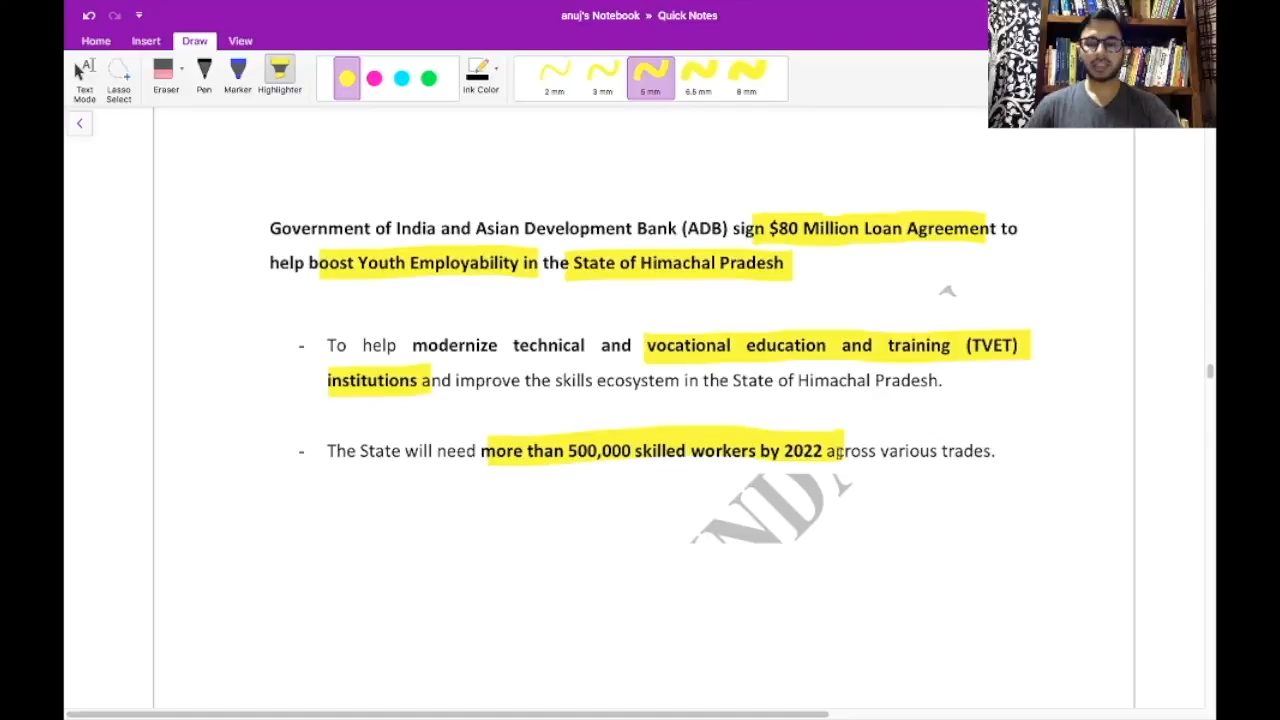 anuj's Notebook » Quick Notes
Home Insert Draw View
Text Mode
Lasso Select
Eraser
Pen
Marker
Highlighter
Ink Color
2 mm
3 mm
5 mm
6.5 mm
8 mm
Government of India and Asian Development Bank (ADB) sign $80 Million Loan Agreement to
help boost Youth Employability in the State of Himachal Pradesh
- To help modernize technical and vocational education and training (TVET)
institutions and improve the skills ecosystem in the State of Himachal Pradesh.
- The State will need more than 500,000 skilled workers by 2022 across various trades.